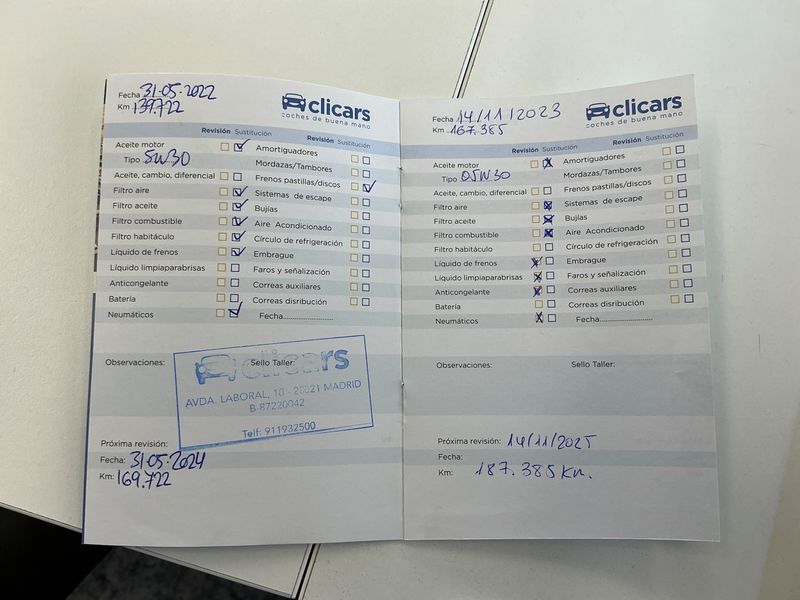 Fecha 31-05-2022
Km 139.722
clicars
coches de buena mano
Revisión Sustitución
Revisión Sustitución
Aceite motor
Tipo 5W30
Aceite, cambio, diferencial
Filtro aire
Filtro aceite
Filtro combustible
Filtro habitáculo
Líquido de frenos
Líquido limpiaparabrisas
Anticongelante
Batería
Neumáticos
Amortiguadores
Mordazas/Tambores
Frenos pastillas/discos
Sistemas de escape
Bujías
Aire Acondicionado
Círculo de refrigeración
Embrague
Faros y señalización
Correas auxiliares
Correas disribución
Fecha....................
Observaciones:
Sello Taller:
clicars
AVDA. LABORAL, 10 - 28021 MADRID
B-87220042
Telf: 911932500
Próxima revisión:
Fecha: 31-05-2024
Km: 169.722
Fecha 14/11/2023
Km 167.385
clicars
coches de buena mano
Revisión Sustitución
Revisión Sustitución
Aceite motor
Tipo 05W30
Aceite, cambio, diferencial
Filtro aire
Filtro aceite
Filtro combustible
Filtro habitáculo
Líquido de frenos
Líquido limpiaparabrisas
Anticongelante
Batería
Neumáticos
Amortiguadores
Mordazas/Tambores
Frenos pastillas/discos
Sistemas de escape
Bujías
Aire Acondicionado
Círculo de refrigeración
Embrague
Faros y señalización
Correas auxiliares
Correas distribución
Fecha:....................
Observaciones:
Sello Taller:
Próxima revisión: 14/11/2025
Fecha:
Km: 187.385 Km.